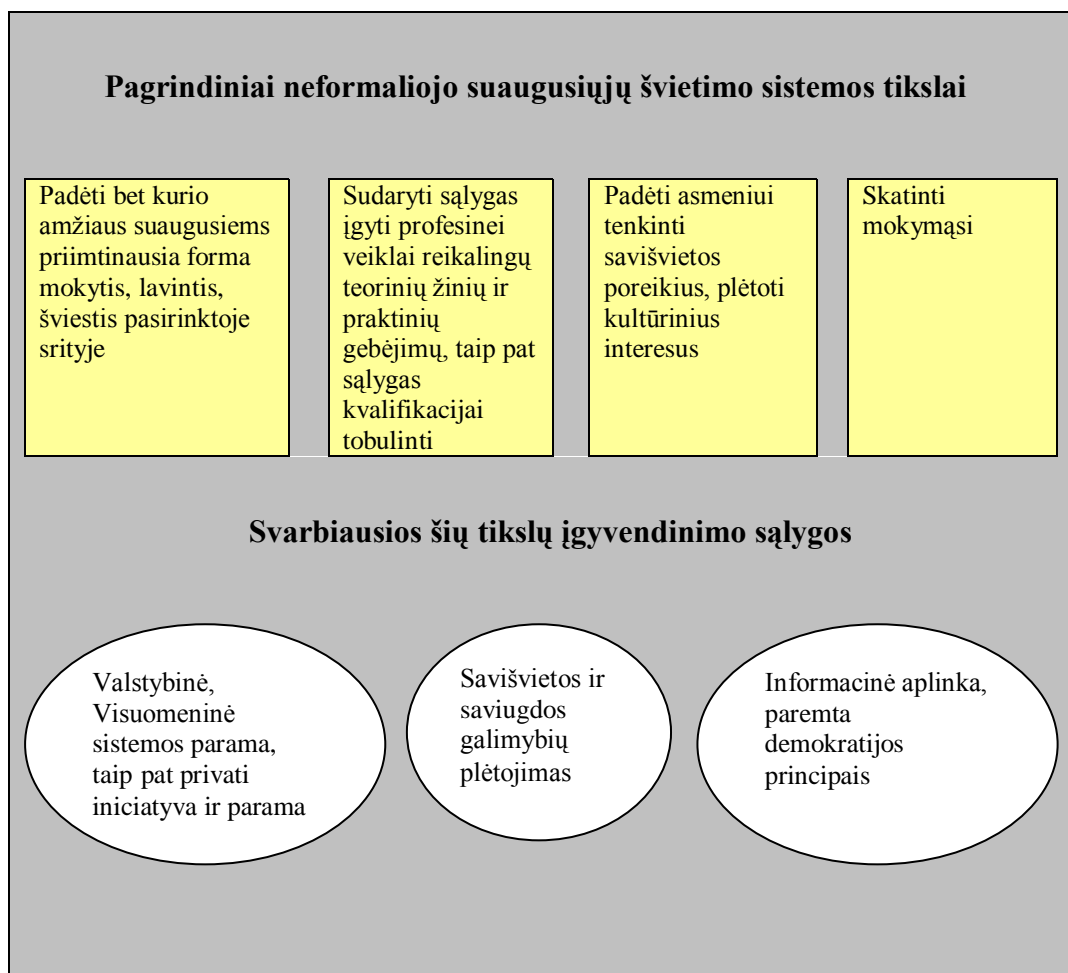 Pagrindiniai neformaliojo suaugusiųjų švietimo sistemos tikslai
Padėti bet kurio
amžiaus suaugusiems
priimtinausia forma
mokytis, lavintis,
šviestis pasirinktoje
srityje
Sudaryti sąlygas
įgyti profesinei
veiklai reikalingų
teorinių žinių ir
praktinių
gebėjimų, taip pat
sąlygas
kvalifikacijai
tobulinti
Padėti asmeniui
tenkinti
savišvietos
poreikius, plėtoti
kultūrinius
interesus
Skatinti
mokymąsi
Svarbiausios šių tikslų įgyvendinimo sąlygos
Valstybinė,
Visuomeninė
sistemos parama,
taip pat privati
iniciatyva ir parama
Savišvietos ir
saviugdos
galimybių
plėtojimas
Informacinė aplinka,
paremta
demokratijos
principais